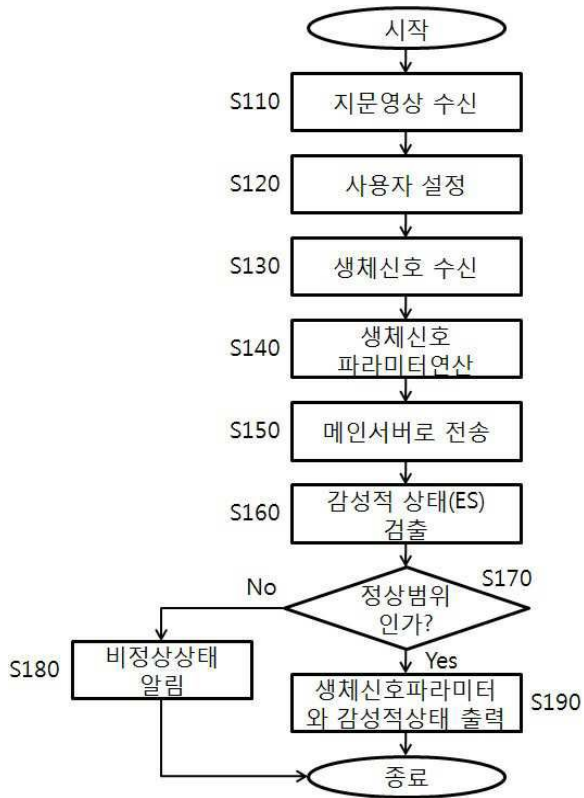 시작
S110
지문영상 수신
S120
사용자 설정
S130
생체신호 수신
S140
생체신호
파라미터연산
S150
메인서버로 전송
S160
감성적 상태(ES)
검출
S170
정상범위
인가?
No
Yes
S180
비정상상태
알림
생체신호파라미터
와 감성적상태 출력
S190
종료